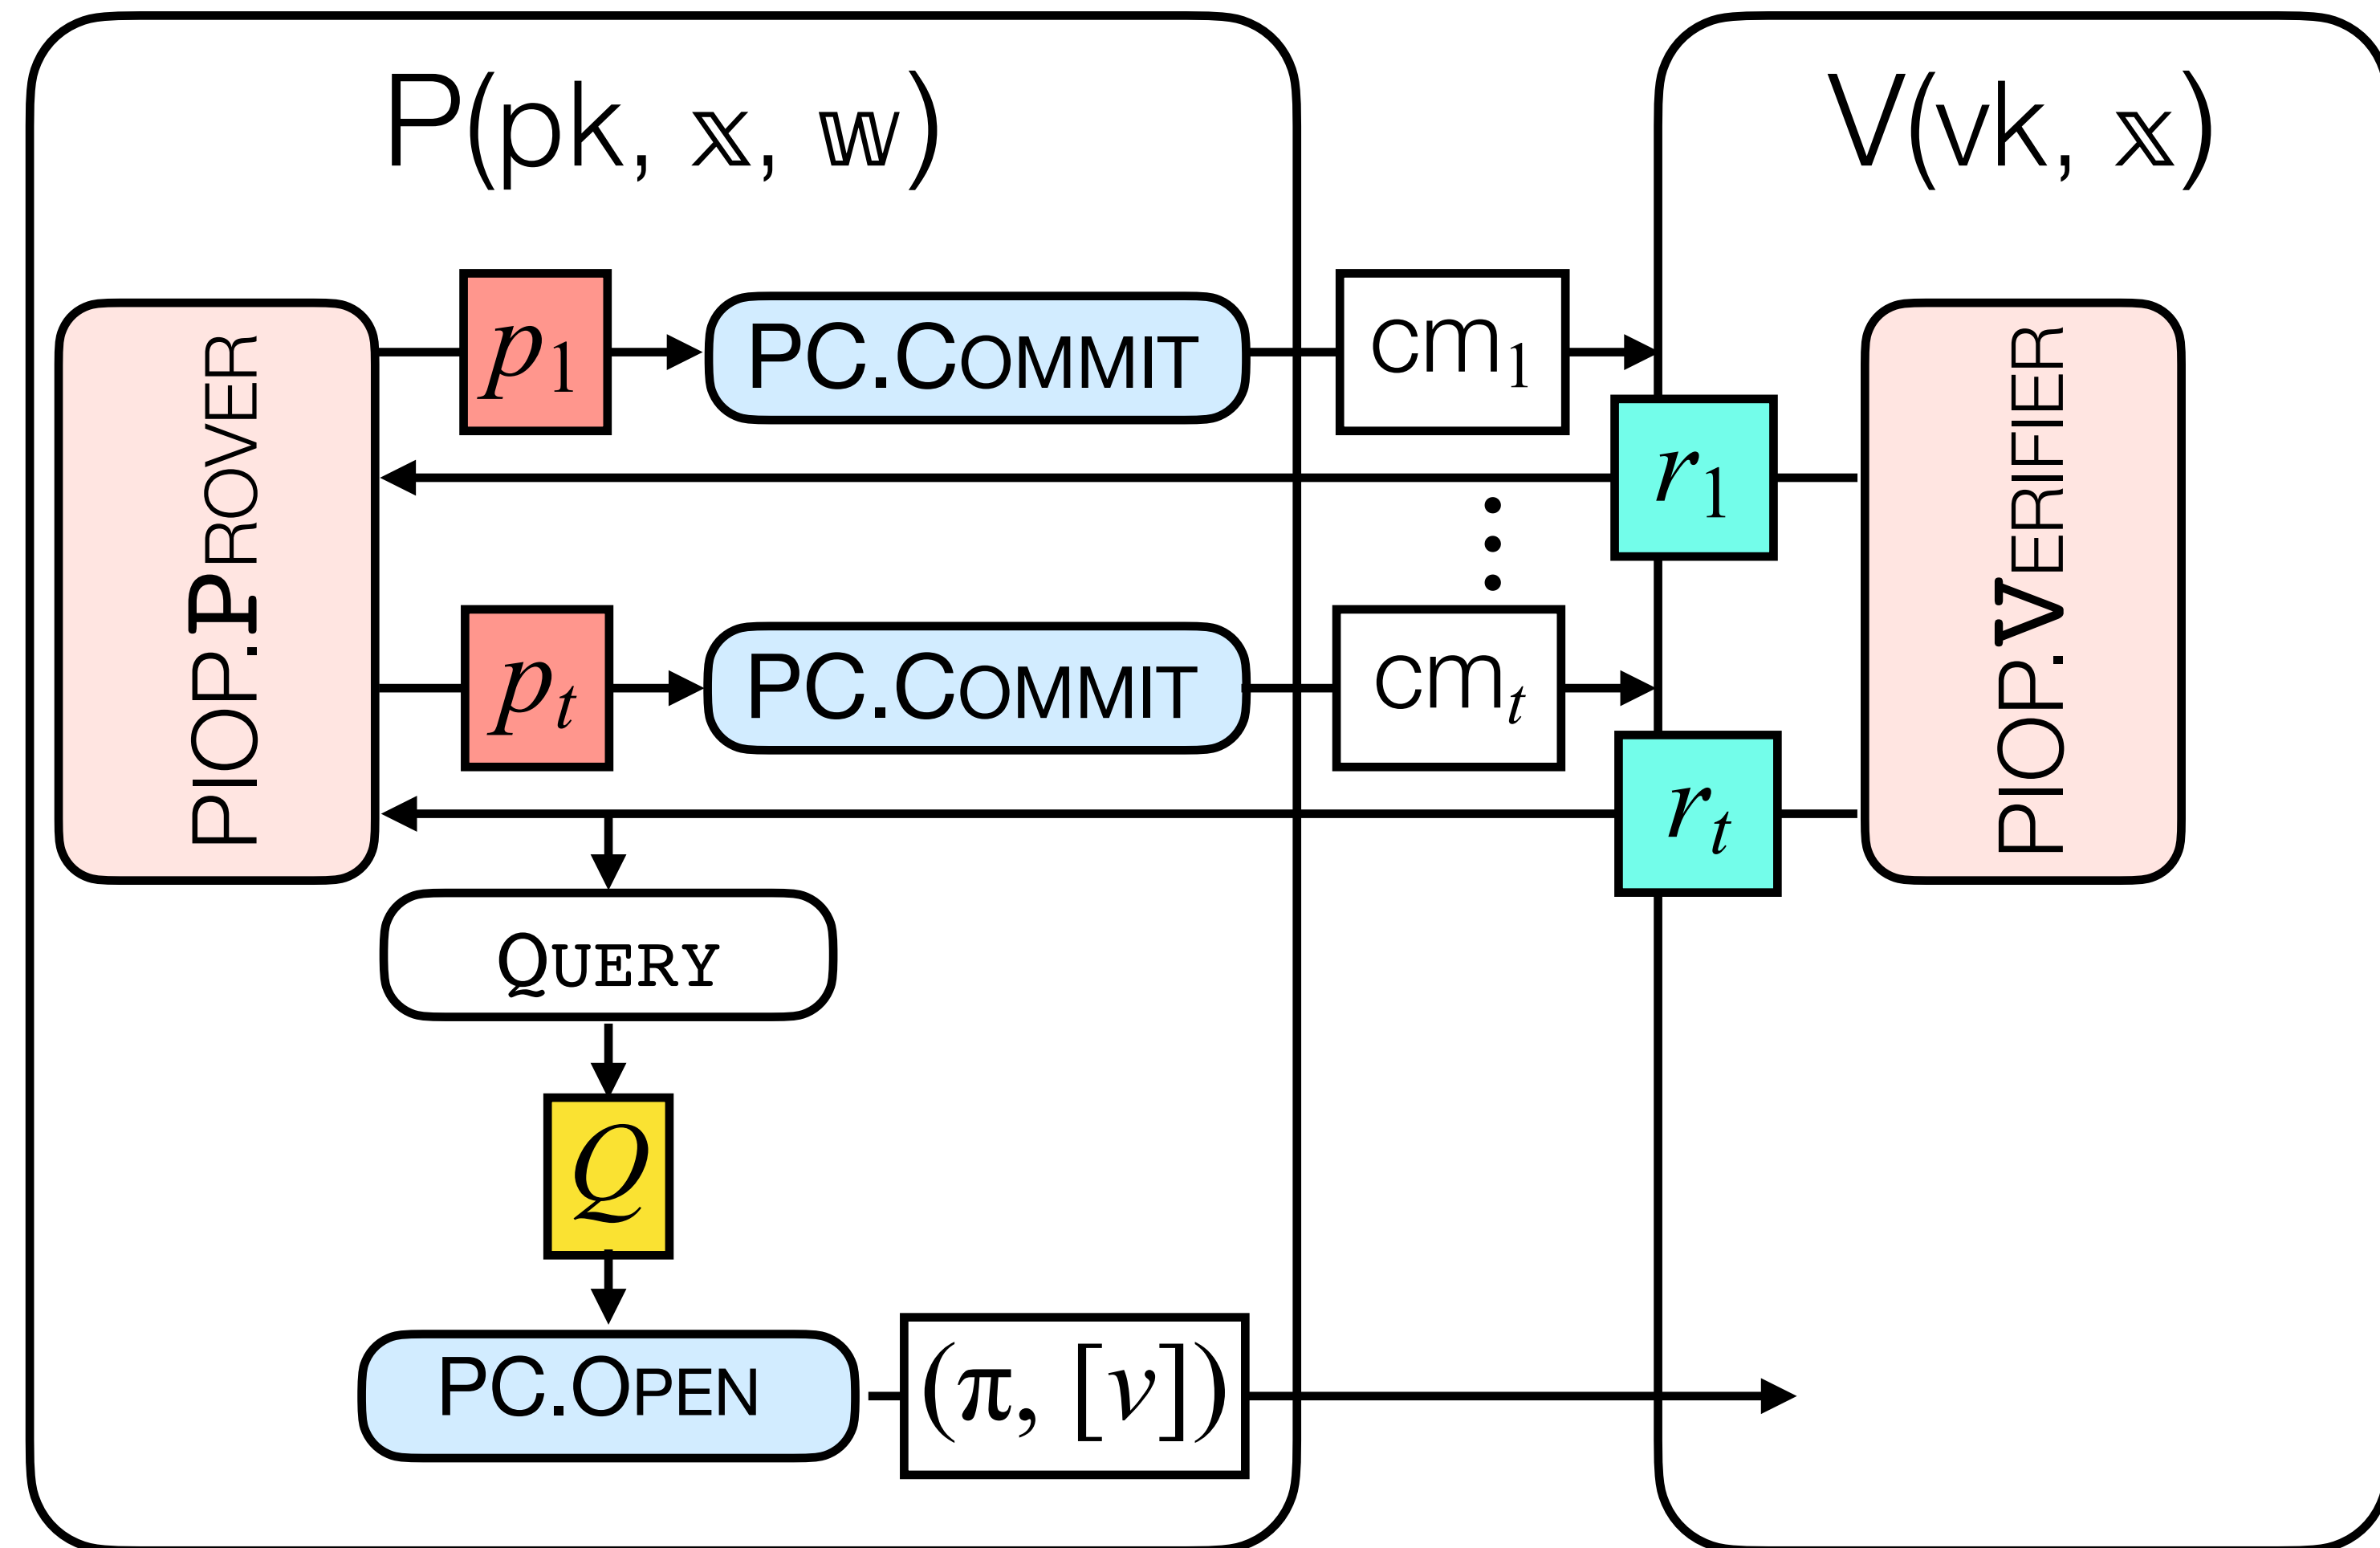 P(pk, 𝕩, 𝕨)
V(vk, 𝕩)
PIOP.PROVER
p₁
PC.COMMIT
cm₁
r₁
PIOP.VERIFIER
pₜ
PC.COMMIT
cmₜ
rₜ
QUERY
Q
PC.OPEN
(π, [v])